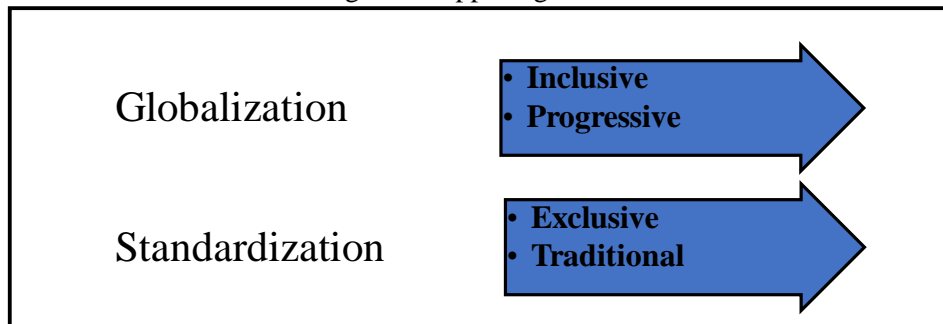 Globalization
• Inclusive
• Progressive
Standardization
• Exclusive
• Traditional